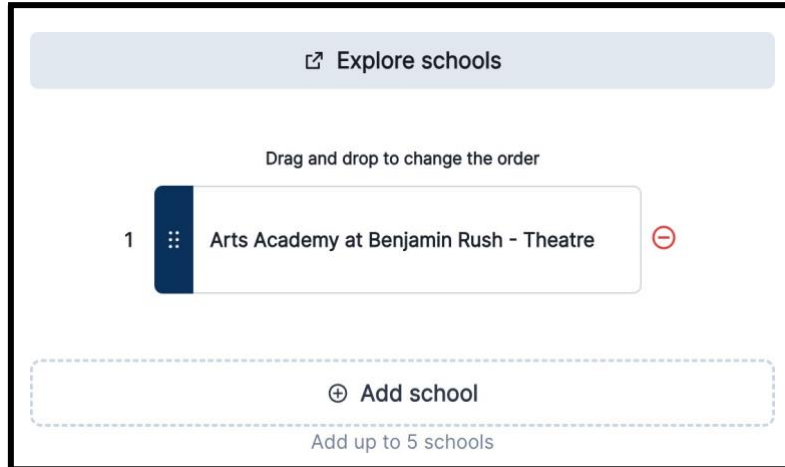 Explore schools
Drag and drop to change the order
1 Arts Academy at Benjamin Rush - Theatre
Add school
Add up to 5 schools